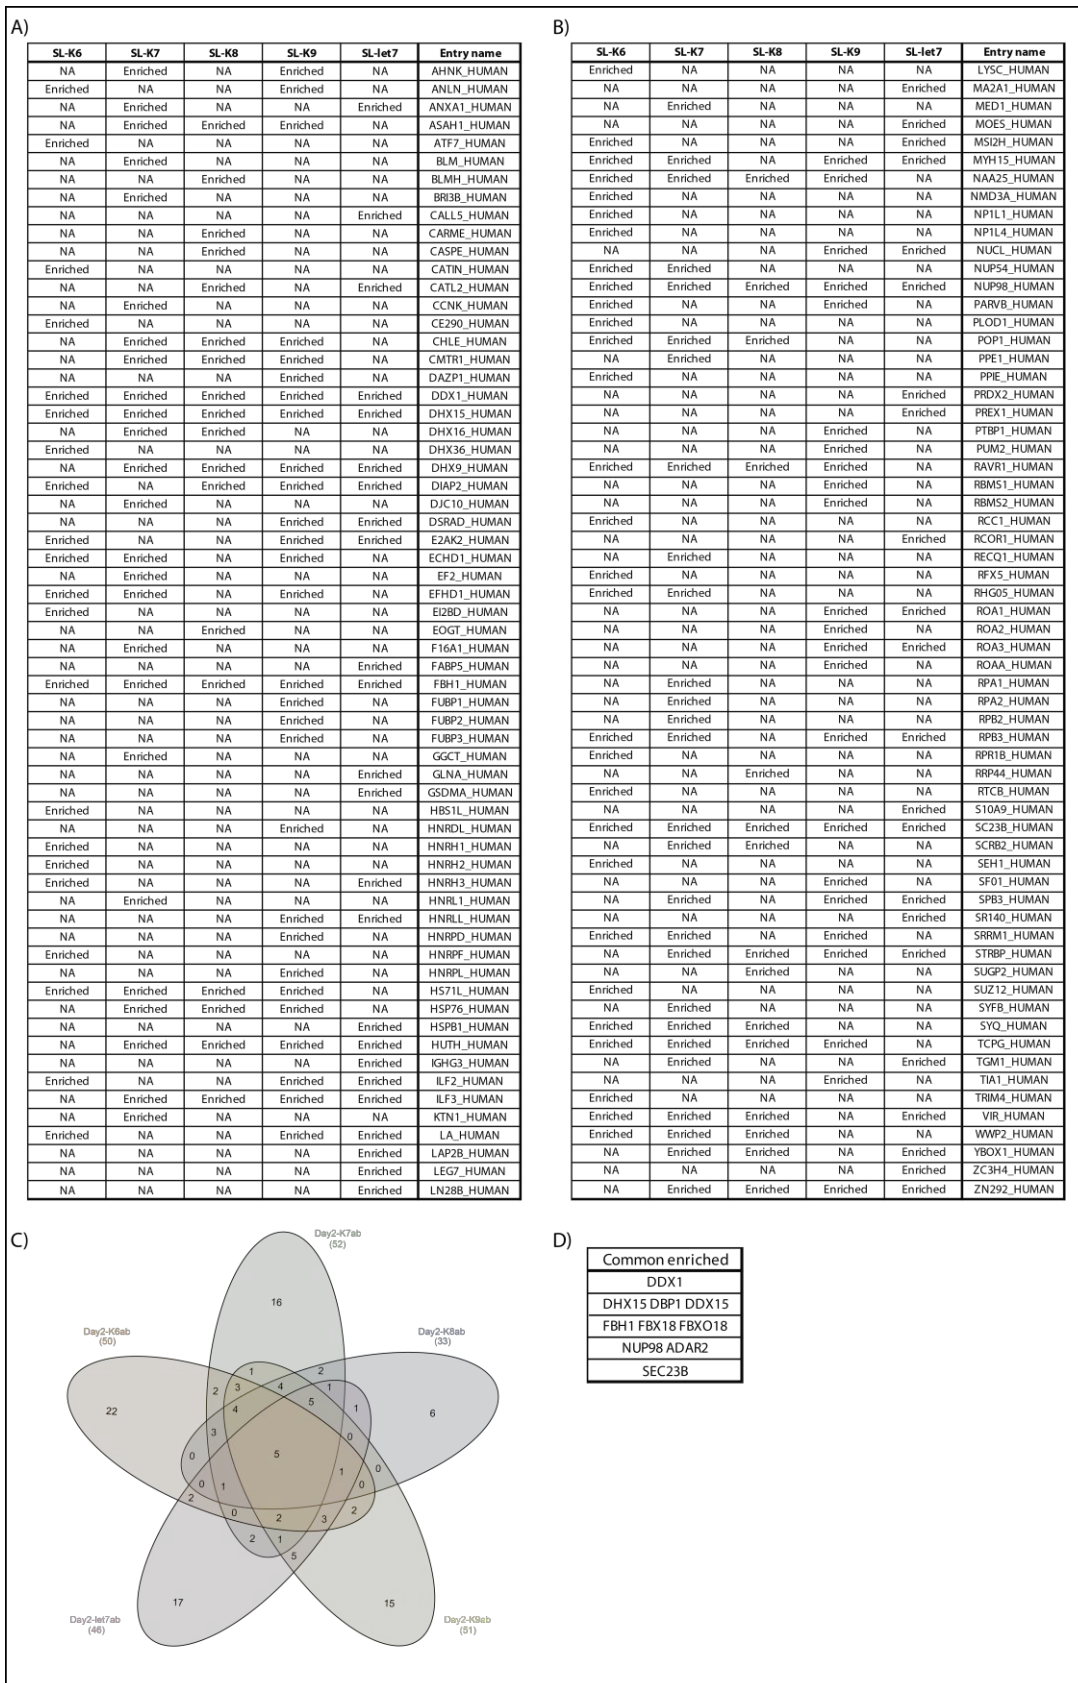 A)
SL-K6 SL-K7 SL-K8 SL-K9 SL-let7 Entry name
NA Enriched NA Enriched NA AHNK_HUMAN
Enriched NA NA Enriched NA ANLN_HUMAN
NA Enriched NA NA Enriched ANXA1_HUMAN
NA Enriched Enriched Enriched NA ASAH1_HUMAN
Enriched NA NA NA NA ATF7_HUMAN
NA Enriched NA NA NA BLM_HUMAN
NA NA Enriched NA NA BLMH_HUMAN
NA Enriched NA NA NA BRI3B_HUMAN
NA NA NA NA Enriched CALL5_HUMAN
NA NA Enriched NA NA CARME_HUMAN
NA NA Enriched NA NA CASPE_HUMAN
Enriched NA NA NA NA CATIN_HUMAN
NA NA Enriched NA Enriched CATL2_HUMAN
NA Enriched NA NA NA CCNK_HUMAN
Enriched NA NA NA NA CE290_HUMAN
NA Enriched Enriched Enriched NA CHLE_HUMAN
NA Enriched Enriched Enriched NA CMTR1_HUMAN
NA NA NA Enriched NA DAZP1_HUMAN
Enriched Enriched Enriched Enriched Enriched DDX1_HUMAN
Enriched Enriched Enriched Enriched Enriched DHX15_HUMAN
NA Enriched Enriched NA NA DHX16_HUMAN
Enriched NA NA NA NA DHX36_HUMAN
NA Enriched Enriched Enriched Enriched DHX9_HUMAN
Enriched NA Enriched Enriched Enriched DIAP2_HUMAN
NA Enriched NA NA NA DJC10_HUMAN
NA NA NA Enriched Enriched DSRAD_HUMAN
Enriched NA NA Enriched Enriched E2AK2_HUMAN
Enriched Enriched NA Enriched NA ECHD1_HUMAN
NA Enriched NA NA NA EF2_HUMAN
Enriched Enriched NA Enriched NA EFHD1_HUMAN
Enriched NA NA NA NA EI2BD_HUMAN
NA NA Enriched NA NA EOGT_HUMAN
NA Enriched NA NA NA F16A1_HUMAN
NA NA NA NA Enriched FABP5_HUMAN
Enriched Enriched Enriched Enriched Enriched FBH1_HUMAN
NA NA NA Enriched NA FUBP1_HUMAN
NA NA NA Enriched NA FUBP2_HUMAN
NA NA NA Enriched NA FUBP3_HUMAN
NA Enriched NA NA NA GGCT_HUMAN
NA NA NA NA Enriched GLNA_HUMAN
NA NA NA NA Enriched GSDMA_HUMAN
Enriched NA NA NA NA HBS1L_HUMAN
NA NA NA Enriched NA HNRDL_HUMAN
Enriched NA NA NA NA HNRH1_HUMAN
Enriched NA NA NA NA HNRH2_HUMAN
Enriched NA NA NA Enriched HNRH3_HUMAN
NA Enriched NA NA NA HNRL1_HUMAN
NA NA NA Enriched Enriched HNRLL_HUMAN
NA NA NA Enriched NA HNRPD_HUMAN
Enriched NA NA NA NA HNRPF_HUMAN
NA NA NA Enriched NA HNRPL_HUMAN
Enriched Enriched Enriched Enriched NA HS71L_HUMAN
NA Enriched Enriched Enriched NA HSP76_HUMAN
NA NA NA NA Enriched HSPB1_HUMAN
NA Enriched Enriched Enriched Enriched HUTH_HUMAN
NA NA NA NA Enriched IGHG3_HUMAN
Enriched NA NA Enriched Enriched ILF2_HUMAN
NA Enriched Enriched Enriched Enriched ILF3_HUMAN
NA Enriched NA NA NA KTN1_HUMAN
Enriched NA NA Enriched Enriched LA_HUMAN
NA NA NA NA Enriched LAP2B_HUMAN
NA NA NA NA Enriched LEG7_HUMAN
NA NA NA NA Enriched LN28B_HUMAN
B)
SL-K6 SL-K7 SL-K8 SL-K9 SL-let7 Entry name
Enriched NA NA NA NA LYSC_HUMAN
NA NA NA NA Enriched MA2A1_HUMAN
NA Enriched NA NA NA MED1_HUMAN
NA NA NA NA Enriched MOES_HUMAN
Enriched NA NA NA Enriched MSI2H_HUMAN
Enriched Enriched NA Enriched Enriched MYH15_HUMAN
Enriched Enriched Enriched Enriched NA NAA25_HUMAN
Enriched NA NA NA NA NMD3A_HUMAN
Enriched NA NA NA NA NP1L1_HUMAN
Enriched NA NA NA NA NP1L4_HUMAN
NA NA NA Enriched Enriched NUCL_HUMAN
Enriched Enriched NA NA NA NUP54_HUMAN
Enriched Enriched Enriched Enriched Enriched NUP98_HUMAN
Enriched NA NA Enriched NA PARVB_HUMAN
Enriched NA NA NA NA PLOD1_HUMAN
Enriched Enriched Enriched NA NA POP1_HUMAN
NA Enriched NA NA NA PPE1_HUMAN
Enriched NA NA NA NA PPIE_HUMAN
NA NA NA NA Enriched PRDX2_HUMAN
NA NA NA NA Enriched PREX1_HUMAN
NA NA NA Enriched NA PTBP1_HUMAN
NA NA NA Enriched NA PUM2_HUMAN
Enriched Enriched Enriched Enriched NA RAVR1_HUMAN
NA NA NA Enriched NA RBMS1_HUMAN
NA NA NA Enriched NA RBMS2_HUMAN
Enriched NA NA NA NA RCC1_HUMAN
NA NA NA NA Enriched RCOR1_HUMAN
NA Enriched NA NA NA RECQ1_HUMAN
Enriched NA NA NA NA RFX5_HUMAN
Enriched Enriched NA NA NA RHG05_HUMAN
NA NA NA Enriched Enriched ROA1_HUMAN
NA NA NA Enriched NA ROA2_HUMAN
NA NA NA Enriched Enriched ROA3_HUMAN
NA NA NA Enriched NA ROAA_HUMAN
NA Enriched NA NA NA RPA1_HUMAN
NA Enriched NA NA NA RPA2_HUMAN
NA Enriched NA NA NA RPB2_HUMAN
Enriched Enriched NA Enriched Enriched RPB3_HUMAN
Enriched NA NA NA NA RPR1B_HUMAN
NA NA Enriched NA NA RRP44_HUMAN
Enriched NA NA NA NA RTCB_HUMAN
NA NA NA NA Enriched S10A9_HUMAN
Enriched Enriched Enriched Enriched Enriched SC23B_HUMAN
NA Enriched Enriched NA NA SCRB2_HUMAN
Enriched NA NA NA NA SEH1_HUMAN
NA NA NA Enriched NA SF01_HUMAN
NA Enriched NA Enriched Enriched SPB3_HUMAN
NA NA NA NA Enriched SR140_HUMAN
Enriched Enriched NA Enriched NA SRRM1_HUMAN
NA Enriched Enriched Enriched Enriched STRBP_HUMAN
NA NA Enriched NA NA SUGP2_HUMAN
Enriched NA NA NA NA SUZ12_HUMAN
NA Enriched NA NA NA SYFB_HUMAN
Enriched Enriched Enriched NA NA SYQ_HUMAN
Enriched Enriched Enriched Enriched NA TCPG_HUMAN
NA Enriched NA NA Enriched TGM1_HUMAN
NA NA NA Enriched NA TIA1_HUMAN
Enriched NA NA NA NA TRIM4_HUMAN
Enriched Enriched Enriched NA Enriched VIR_HUMAN
Enriched Enriched Enriched NA NA WWP2_HUMAN
NA Enriched Enriched NA Enriched YBOX1_HUMAN
NA NA NA NA Enriched ZC3H4_HUMAN
NA Enriched Enriched Enriched Enriched ZN292_HUMAN
C)
Day2-K7ab
(52)
16
Day2-K6ab
(50)
Day2-K8ab
(33)
1 2
2 3 4 1
22 4 5 1 6
3 0
0 5
1 0
0 1 0
2 0 2 3 2
2 1
5
17 15
Day2-let7ab
(46)
Day2-K9ab
(51)
D)
Common enriched
DDX1
DHX15 DBP1 DDX15
FBH1 FBX18 FBXO18
NUP98 ADAR2
SEC23B